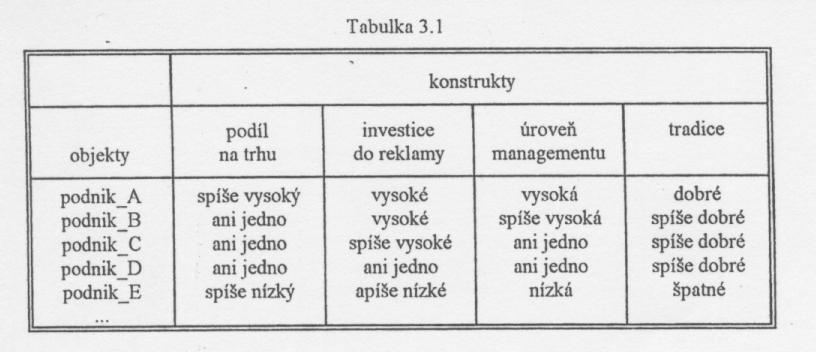 Tabulka 3.1
konstrukty
objekty podíl na trhu investice do reklamy úroveň managementu tradice
podnik_A spíše vysoký vysoké vysoká dobré
podnik_B ani jedno vysoké spíše vysoká spíše dobré
podnik_C ani jedno spíše vysoké ani jedno spíše dobré
podnik_D ani jedno ani jedno ani jedno spíše dobré
podnik_E spíše nízký apíše nízké nízká špatné
...